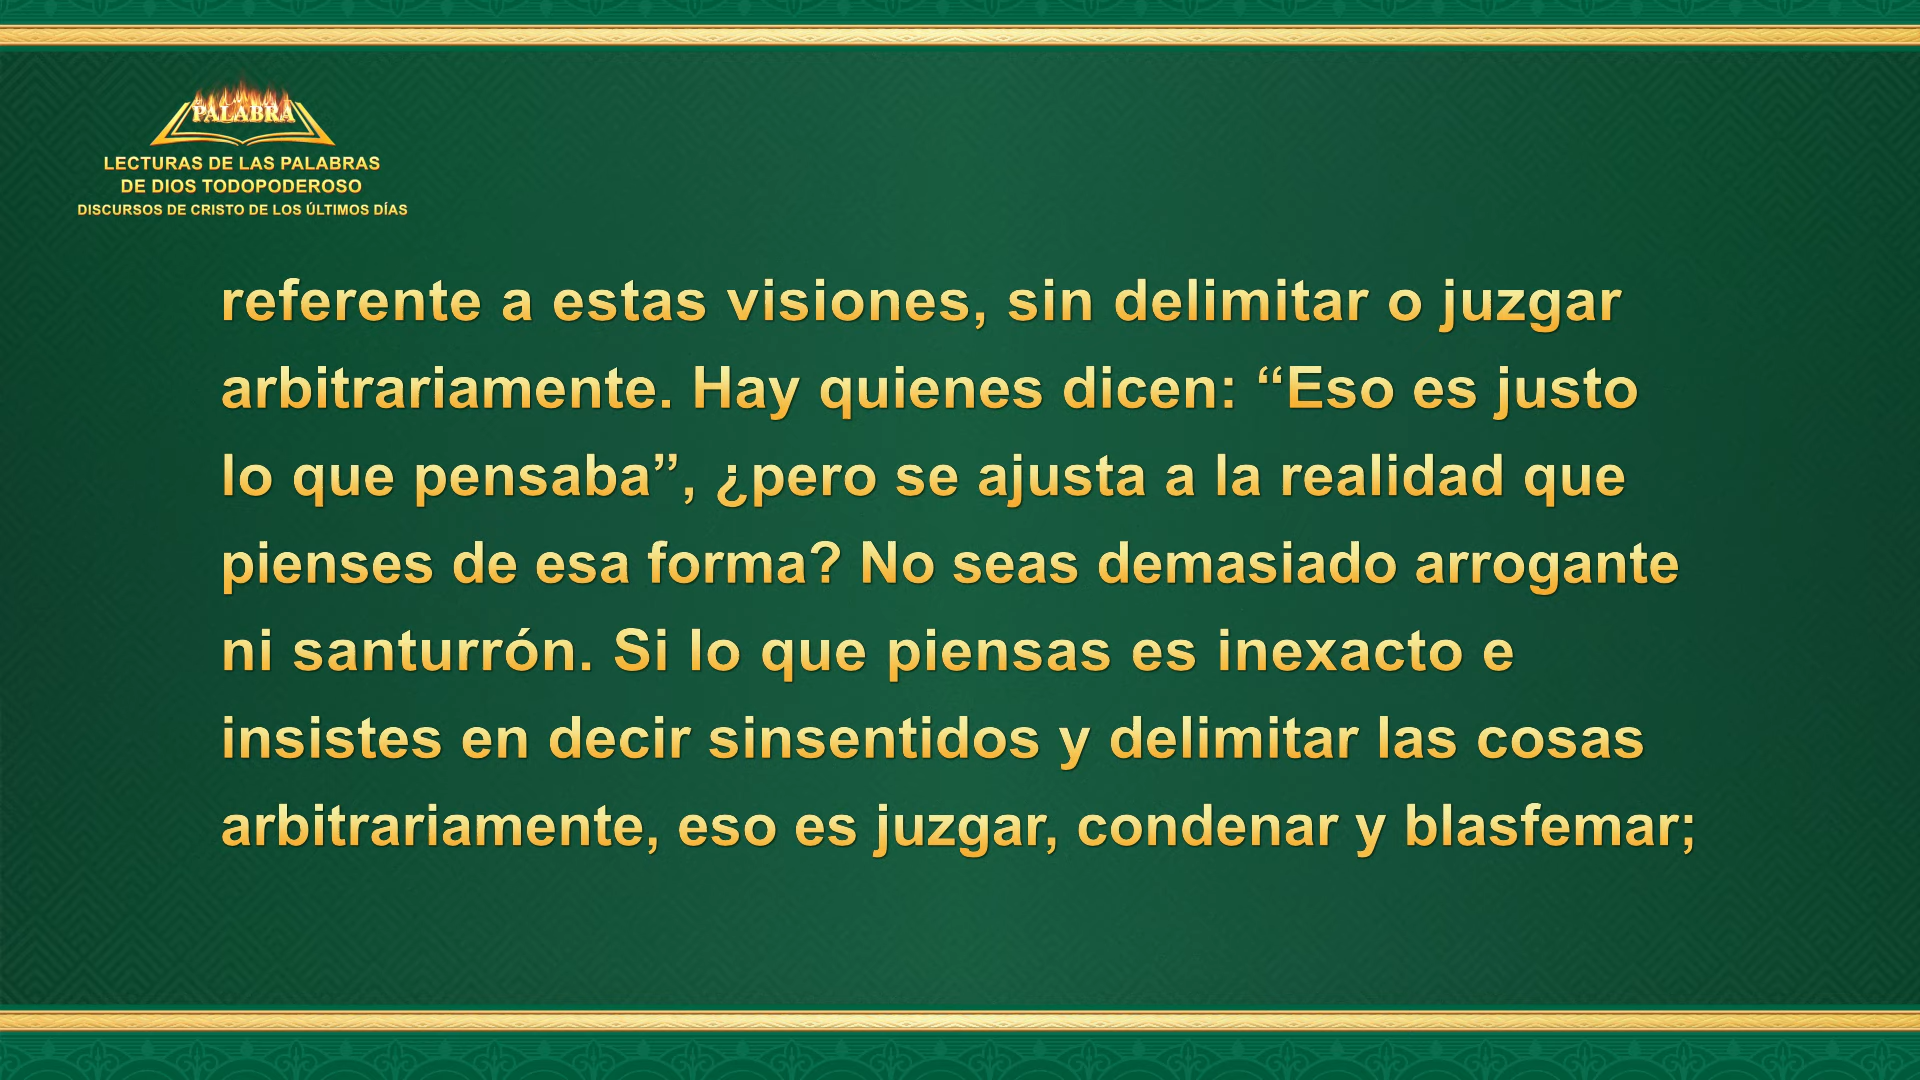 PALABRA
LECTURAS DE LAS PALABRAS
DE DIOS TODOPODEROSO
DISCURSOS DE CRISTO DE LOS ÚLTIMOS DÍAS
referente a estas visiones, sin delimitar o juzgar
arbitrariamente. Hay quienes dicen: “Eso es justo
lo que pensaba”, ¿pero se ajusta a la realidad que
pienses de esa forma? No seas demasiado arrogante
ni santurrón. Si lo que piensas es inexacto e
insistes en decir sinsentidos y delimitar las cosas
arbitrariamente, eso es juzgar, condenar y blasfemar;